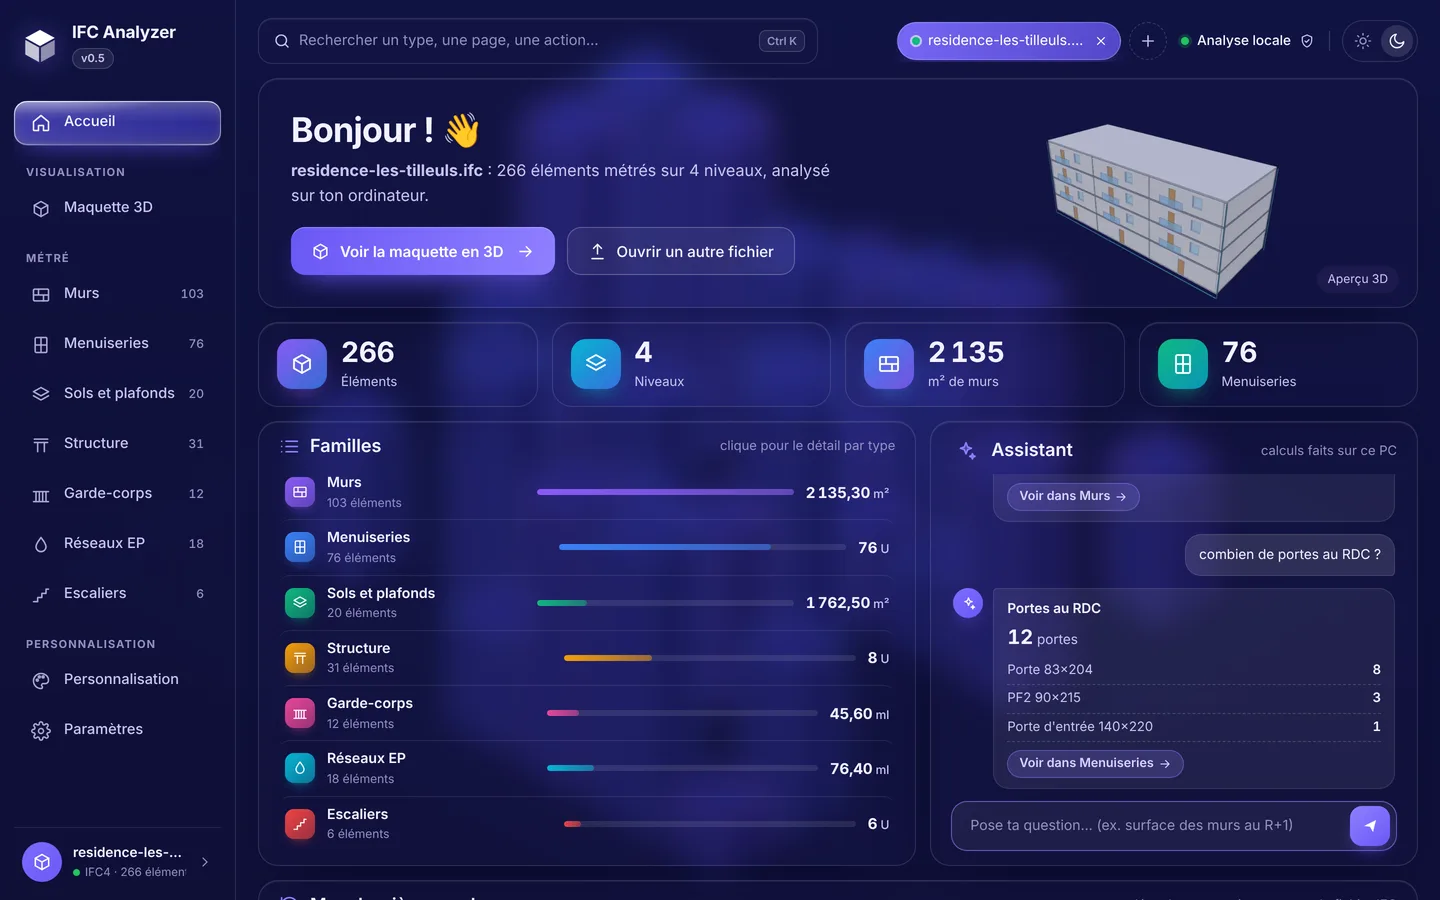 IFC Analyzer
v0.5
Rechercher un type, une page, une action...
Ctrl K
residence-les-tilleuls....
Analyse locale
Accueil
VISUALISATION
Maquette 3D
MÉTRÉ
Murs 103
Menuiseries 76
Sols et plafonds 20
Structure 31
Garde-corps 12
Réseaux EP 18
Escaliers 6
PERSONNALISATION
Personnalisation
Paramètres
residence-les-...
IFC4 · 266 élémen
Bonjour ! 👋
residence-les-tilleuls.ifc : 266 éléments métrés sur 4 niveaux, analysé
sur ton ordinateur.
Voir la maquette en 3D →
Ouvrir un autre fichier
Aperçu 3D
266
Éléments
4
Niveaux
2 135
m² de murs
76
Menuiseries
Familles
clique pour le détail par type
Murs
103 éléments
2 135,30 m²
Menuiseries
76 éléments
76 U
Sols et plafonds
20 éléments
1 762,50 m²
Structure
31 éléments
8 U
Garde-corps
12 éléments
45,60 ml
Réseaux EP
18 éléments
76,40 ml
Escaliers
6 éléments
6 U
Assistant
calculs faits sur ce PC
Voir dans Murs →
combien de portes au RDC ?
Portes au RDC
12 portes
Porte 83×204 8
PF2 90×215 3
Porte d'entrée 140×220 1
Voir dans Menuiseries →
Pose ta question... (ex. surface des murs au R+1)